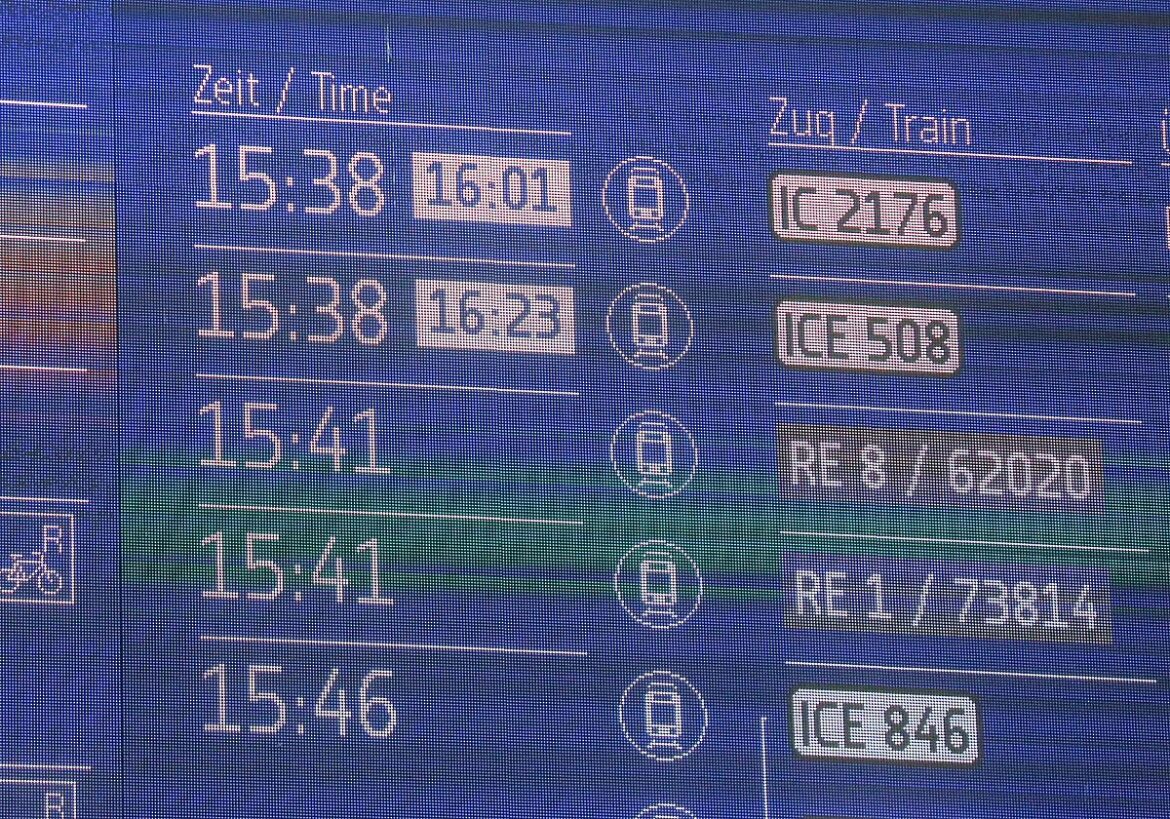 Zeit / Time Zug / Train
15:38 16:01 IC 2176
15:38 16:23 ICE 508
15:41 RE 8 / 62020
15:41 RE 1 / 73814
R
15:46 ICE 846
R